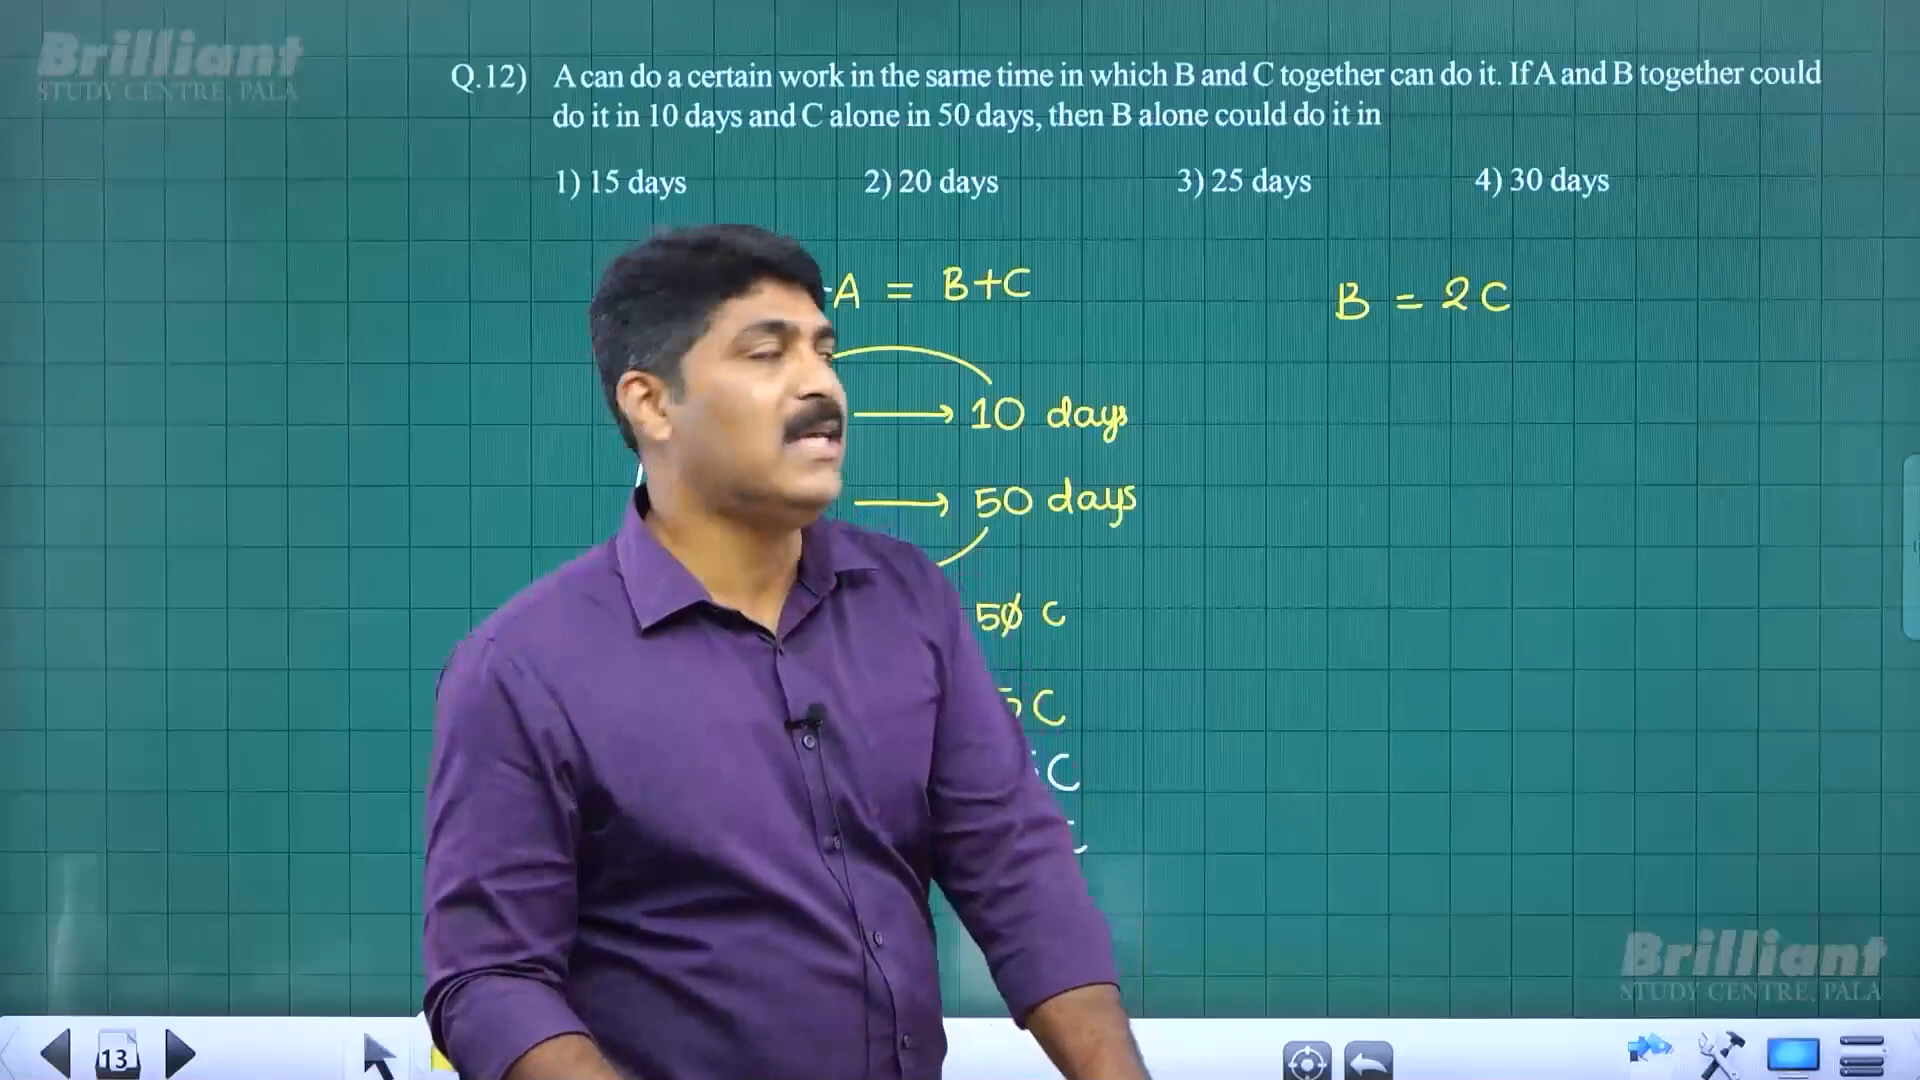 Brilliant
STUDY CENTRE, PALA
Q.12) A can do a certain work in the same time in which B and C together can do it. If A and B together could
do it in 10 days and C alone in 50 days, then B alone could do it in
1) 15 days 2) 20 days 3) 25 days 4) 30 days
A = B+C
B = 2C
→ 10 days
→ 50 days
50 C
5C
C
Brilliant
STUDY CENTRE, PALA
13